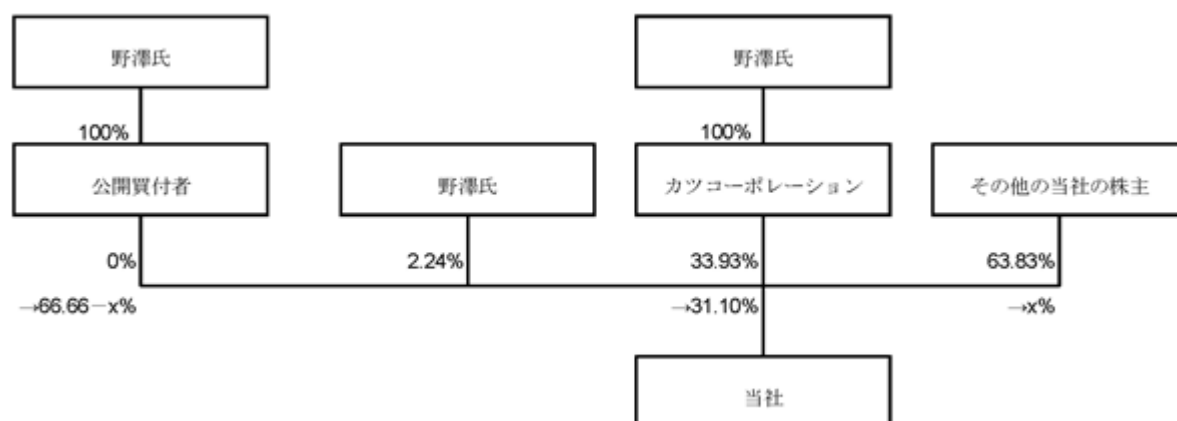 野澤氏
野澤氏
100%
100%
公開買付者
野澤氏
カツコーポレーション
その他の当社の株主
0%
2.24%
33.93%
63.83%
→66.66－x%
→31.10%
→x%
当社